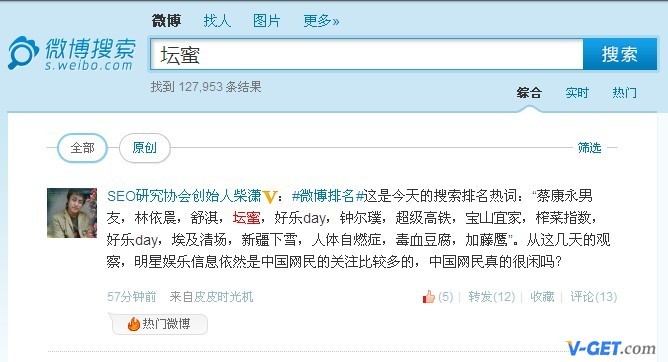 微博 找人 图片 更多»
微博搜索
s.weibo.com
坛蜜
搜索
找到 127,953 条结果
综合 实时 热门
全部 原创 筛选
SEO研究协会创始人柴潇V：#微博排名#这是今天的搜索排名热词：“蔡康永男
友，林依晨，舒淇，坛蜜，好乐day，钟尔璞，超级高铁，宝山宜家，榨菜指数，
好乐day，埃及清场，新疆下雪，人体自燃症，毒血豆腐，加藤鹰”。从这几天的观
察，明星娱乐信息依然是中国网民的关注比较多的，中国网民真的很闲吗？
57分钟前 来自皮皮时光机 (5) | 转发(12) | 收藏 | 评论(13)
热门微博
V-GET.com